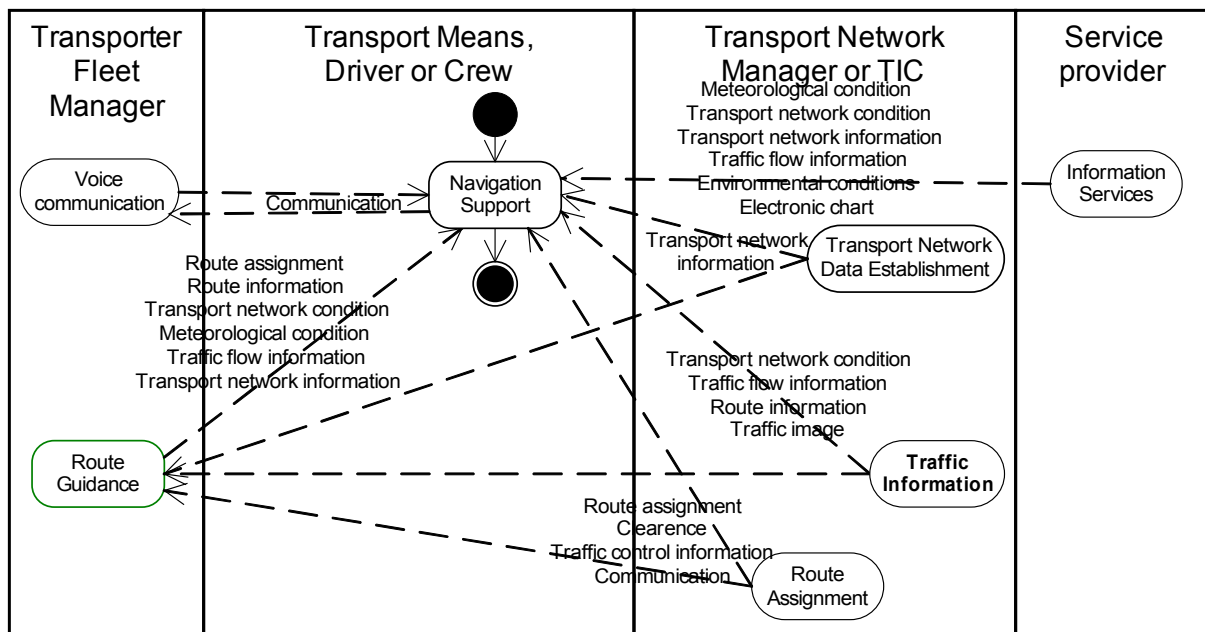 Transporter
Fleet
Manager
Transport Means,
Driver or Crew
Transport Network
Manager or TIC
Service
provider
Meteorological condition
Transport network condition
Transport network information
Traffic flow information
Environmental conditions
Electronic chart
Voice
communication
Communication
Navigation
Support
Information
Services
Transport network
information
Transport Network
Data Establishment
Route assignment
Route information
Transport network condition
Meteorological condition
Traffic flow information
Transport network information
Transport network condition
Traffic flow information
Route information
Traffic image
Route
Guidance
Traffic
Information
Route assignment
Clearence
Traffic control information
Communication
Route
Assignment